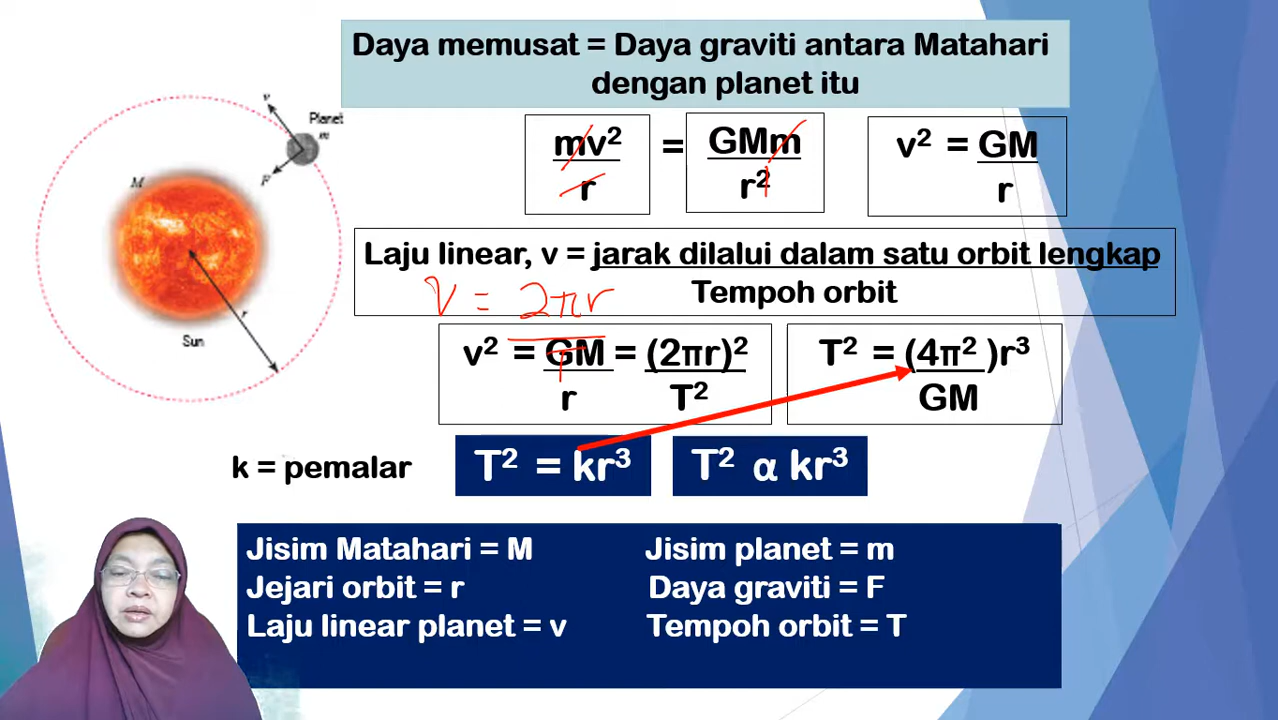 Daya memusat = Daya graviti antara Matahari
dengan planet itu
v
Planet
m
F
M
r
Sun
mv²
r
=
GMm
r²
v² = GM
r
Laju linear, v = jarak dilalui dalam satu orbit lengkap
Tempoh orbit
V = 2πr
T
v² = GM = (2πr)²
r T²
T² = (4π² )r³
GM
k = pemalar
T² = kr³
T² α kr³
Jisim Matahari = M
Jisim planet = m
Jejari orbit = r
Daya graviti = F
Laju linear planet = v
Tempoh orbit = T